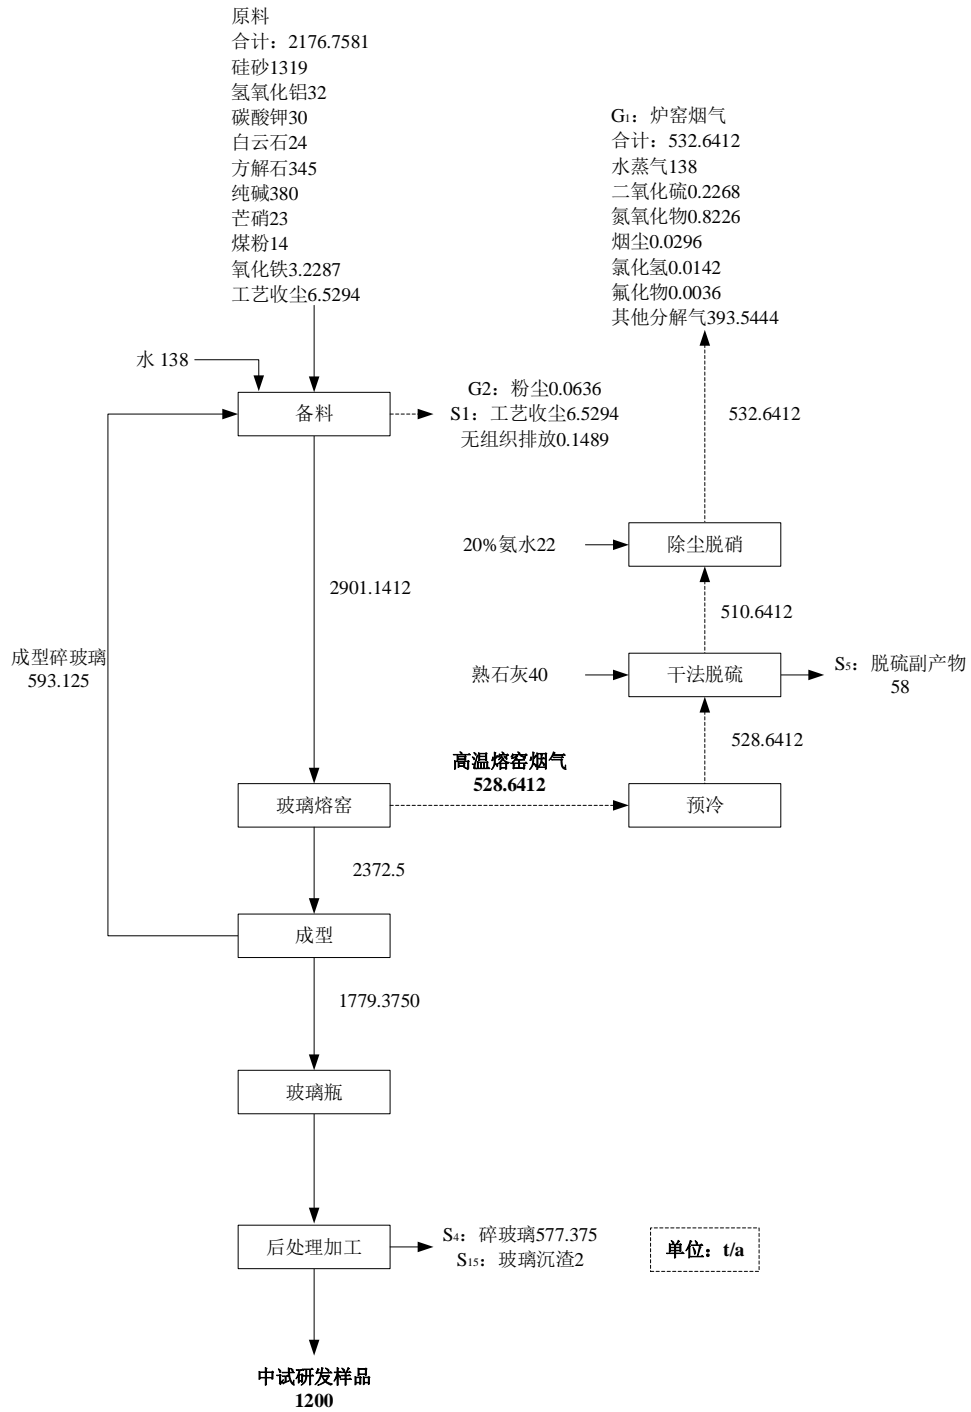 原料
合计：2176.7581
硅砂1319
氢氧化铝32
碳酸钾30
白云石24
方解石345
纯碱380
芒硝23
煤粉14
氧化铁3.2287
工艺收尘6.5294
G1：炉窑烟气
合计：532.6412
水蒸气138
二氧化硫0.2268
氮氧化物0.8226
烟尘0.0296
氯化氢0.0142
氟化物0.0036
其他分解气393.5444
水 138
备料
G2：粉尘0.0636
S1：工艺收尘6.5294
无组织排放0.1489
532.6412
20%氨水22
除尘脱硝
2901.1412
510.6412
成型碎玻璃
593.125
熟石灰40
干法脱硫
S5：脱硫副产物
58
528.6412
高温熔窑烟气
528.6412
玻璃熔窑
预冷
2372.5
成型
1779.3750
玻璃瓶
后处理加工
S4：碎玻璃577.375
S15：玻璃沉渣2
单位：t/a
中试研发样品
1200